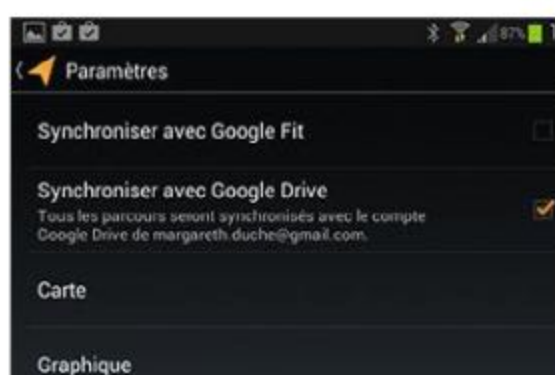 87%
Paramètres
Synchroniser avec Google Fit
Synchroniser avec Google Drive
Tous les parcours seront synchronisés avec le compte
Google Drive de margareth.duche@gmail.com.
Carte
Graphique